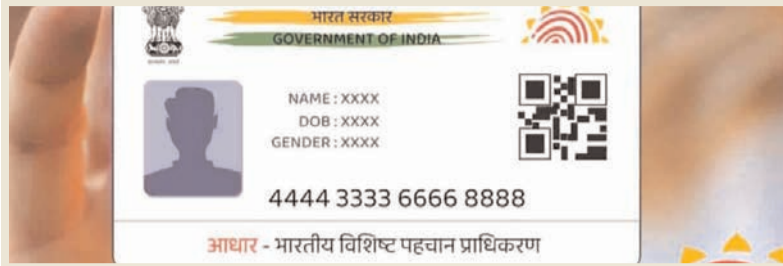 भारत सरकार
GOVERNMENT OF INDIA
NAME : XXXX
DOB : XXXX
GENDER : XXXX
4444 3333 6666 8888
आधार - भारतीय विशिष्ट पहचान प्राधिकरण